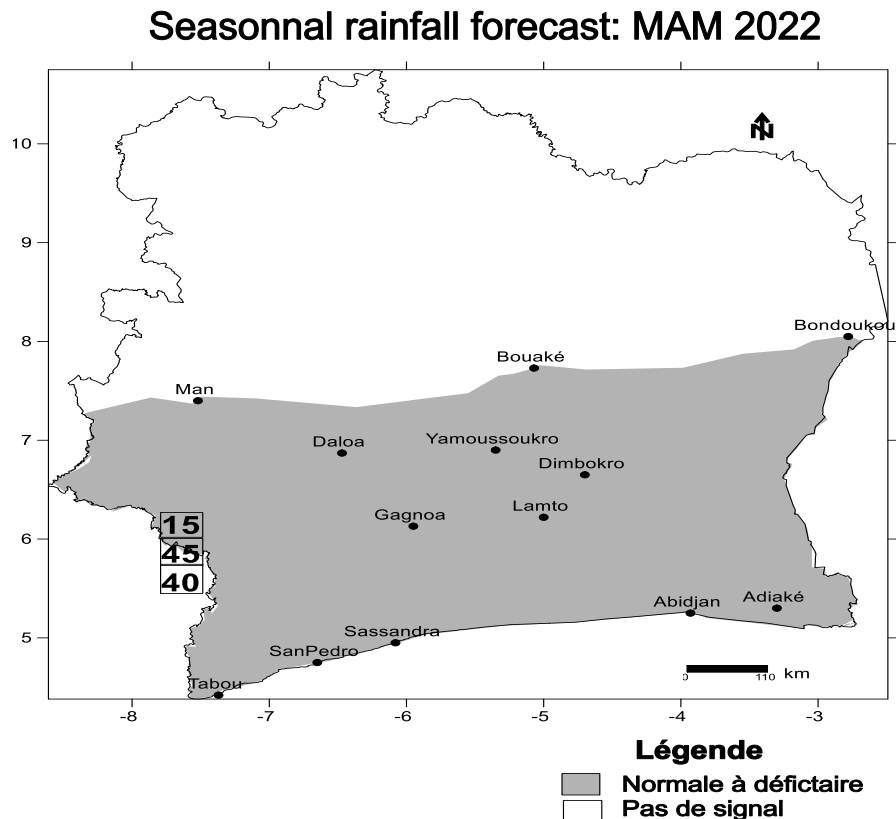 Seasonnal rainfall forecast: MAM 2022
N
10
9
8
7
6
5
Bondoukou
Bouaké
Man
Daloa
Yamoussoukro
Dimbokro
Lamto
Gagnoa
15
45
40
Abidjan
Adiaké
Sassandra
SanPedro
Tabou
0 110 km
-8 -7 -6 -5 -4 -3
Légende
Normale à défictaire
Pas de signal